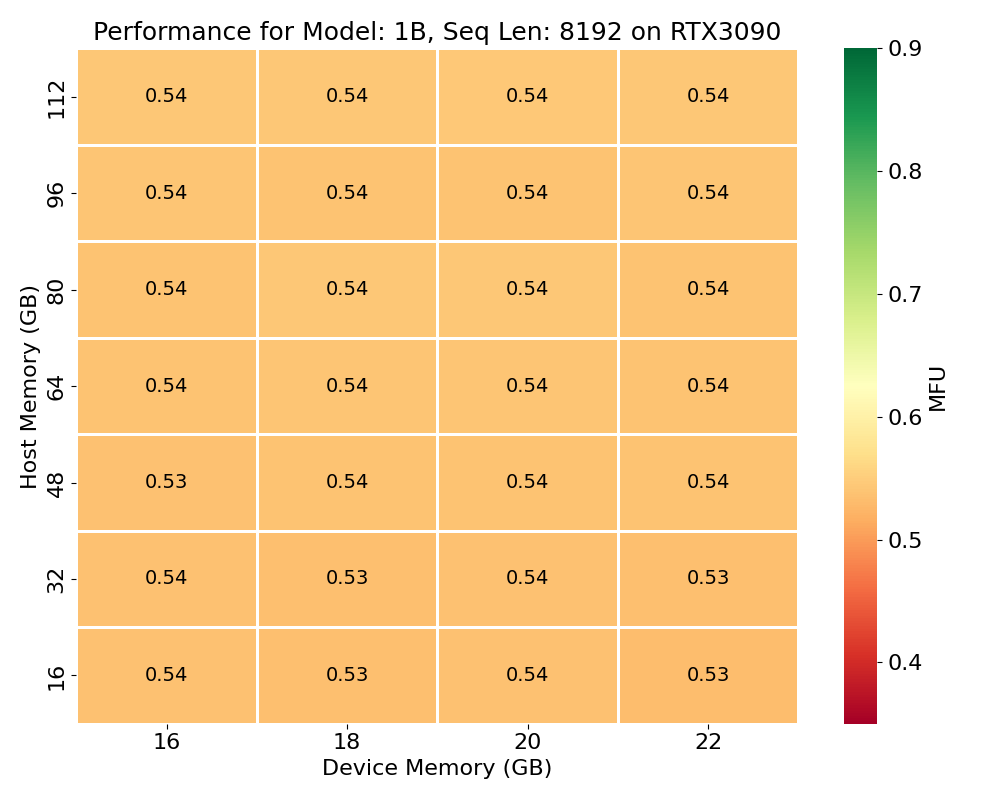 Performance for Model: 1B, Seq Len: 8192 on RTX3090
112 0.54 0.54 0.54 0.54
96 0.54 0.54 0.54 0.54
80 0.54 0.54 0.54 0.54
64 0.54 0.54 0.54 0.54
48 0.53 0.54 0.54 0.54
32 0.54 0.53 0.54 0.53
16 0.54 0.53 0.54 0.53
16 18 20 22
Device Memory (GB)
Host Memory (GB)
0.9
0.8
0.7
0.6
0.5
0.4
MFU